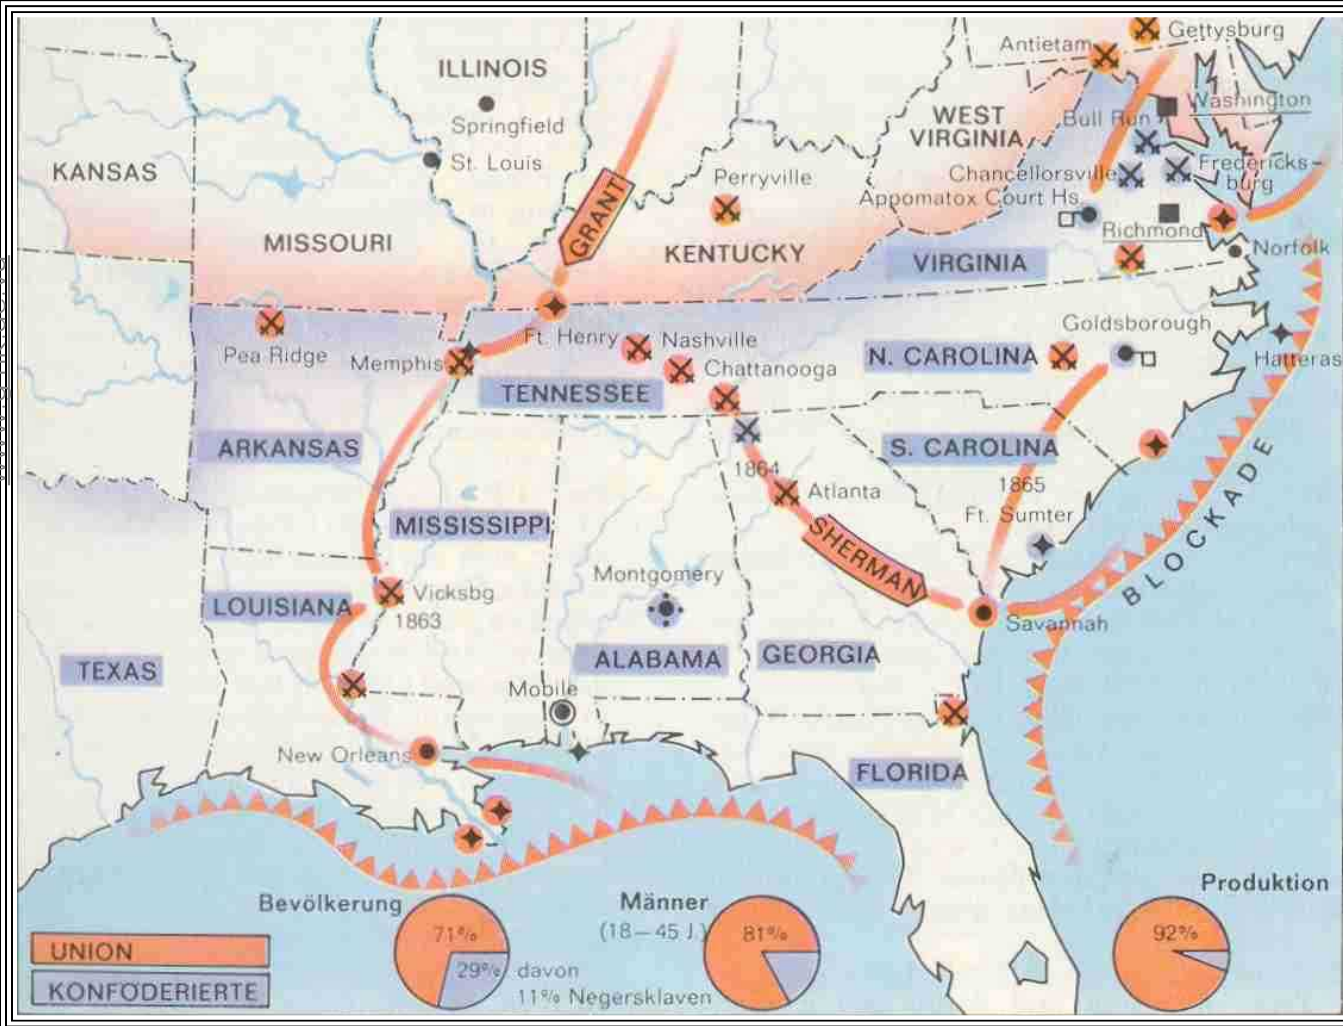 Gettysburg
Antietam
ILLINOIS
Springfield
St. Louis
KANSAS
MISSOURI
GRANT
Perryville
KENTUCKY
WEST
VIRGINIA
Washington
Bull Run
Chancellorsville
Fredericks-
burg
Appomatox Court Hs.
Richmond
Norfolk
VIRGINIA
Pea Ridge
Memphis
Ft. Henry
Nashville
Chattanooga
TENNESSEE
N. CAROLINA
Goldsborough
Hatteras
ARKANSAS
MISSISSIPPI
1864
Atlanta
S. CAROLINA
1865
Ft. Sumter
SHERMAN
BLOCKADE
Savannah
LOUISIANA
Vicksbg
1863
Montgomery
ALABAMA
GEORGIA
TEXAS
Mobile
New Orleans
FLORIDA
UNION
KONFÖDERIERTE
Bevölkerung
71%
29% davon
11% Negersklaven
Männer
(18–45 J.)
81%
Produktion
92%